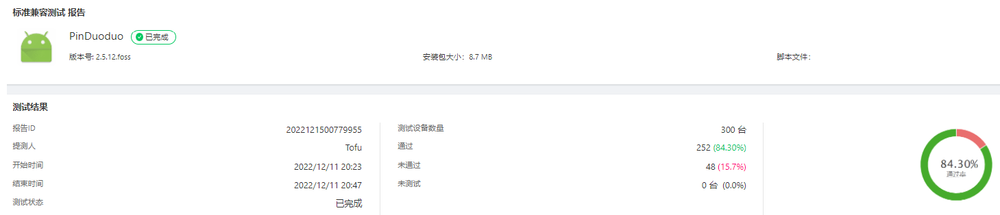 标准兼容测试 报告
PinDuoduo 已完成
版本号: 2.5.12.foss 安装包大小：8.7 MB 脚本文件：
测试结果
报告ID 2022121500779955 测试设备数量 300 台
提测人 Tofu 通过 252 (84.30%)
开始时间 2022/12/11 20:23 未通过 48 (15.7%)
84.30%
通过率
结束时间 2022/12/11 20:47 未测试 0 台 (0.0%)
测试状态 已完成